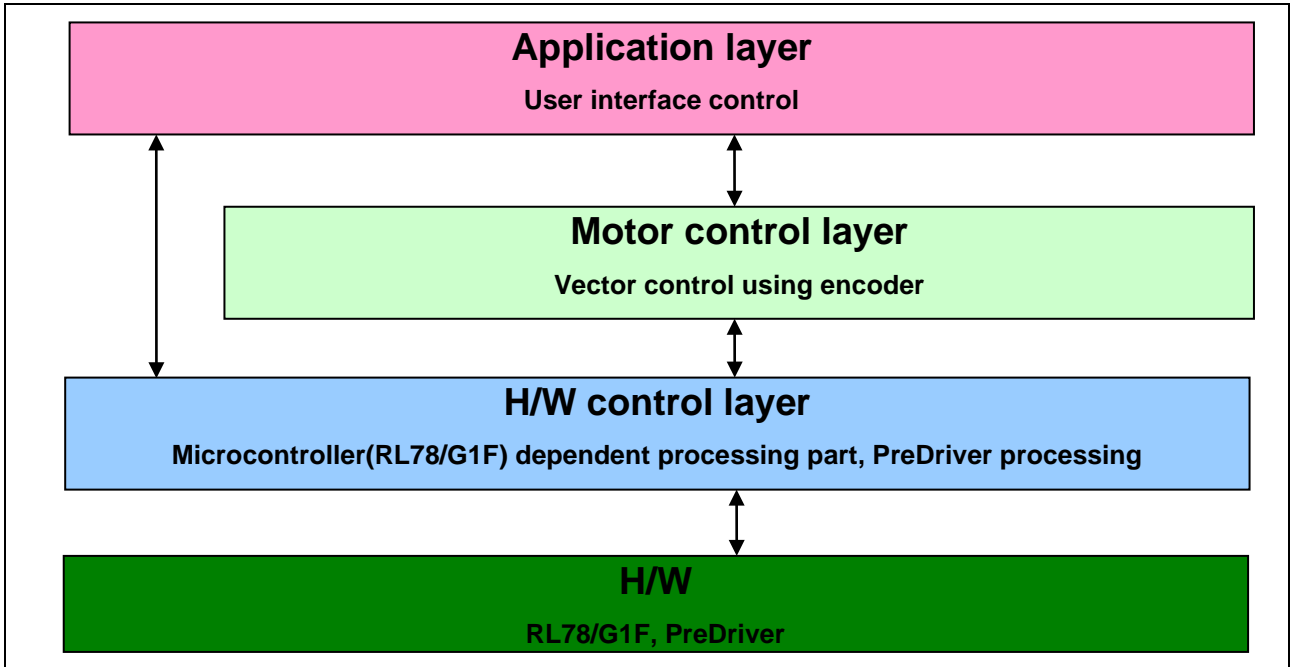 Application layer
User interface control
Motor control layer
Vector control using encoder
H/W control layer
Microcontroller(RL78/G1F) dependent processing part, PreDriver processing
H/W
RL78/G1F, PreDriver